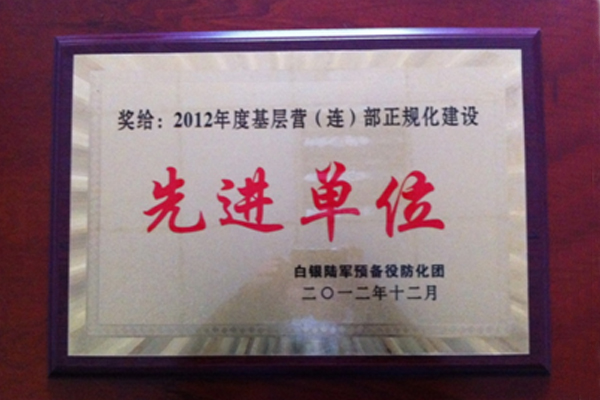 奖给：2012年度基层营（连）部正规化建设
先进单位
白银陆军预备役防化团
二〇一二年十二月